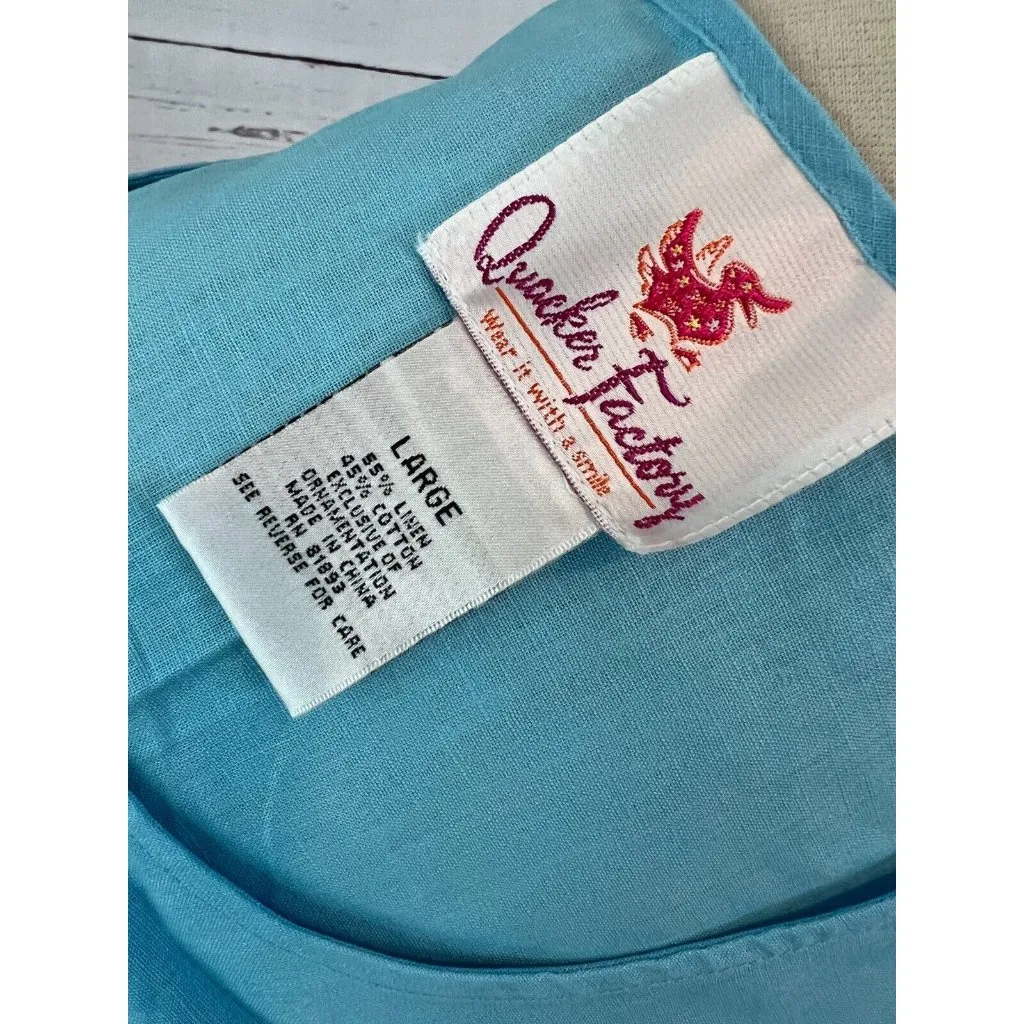 Quacker Factory
Wear it with a smile
LARGE
55% LINEN
45% COTTON
EXCLUSIVE OF
ORNAMENTATION
MADE IN CHINA
RN 81893
SEE REVERSE FOR CARE